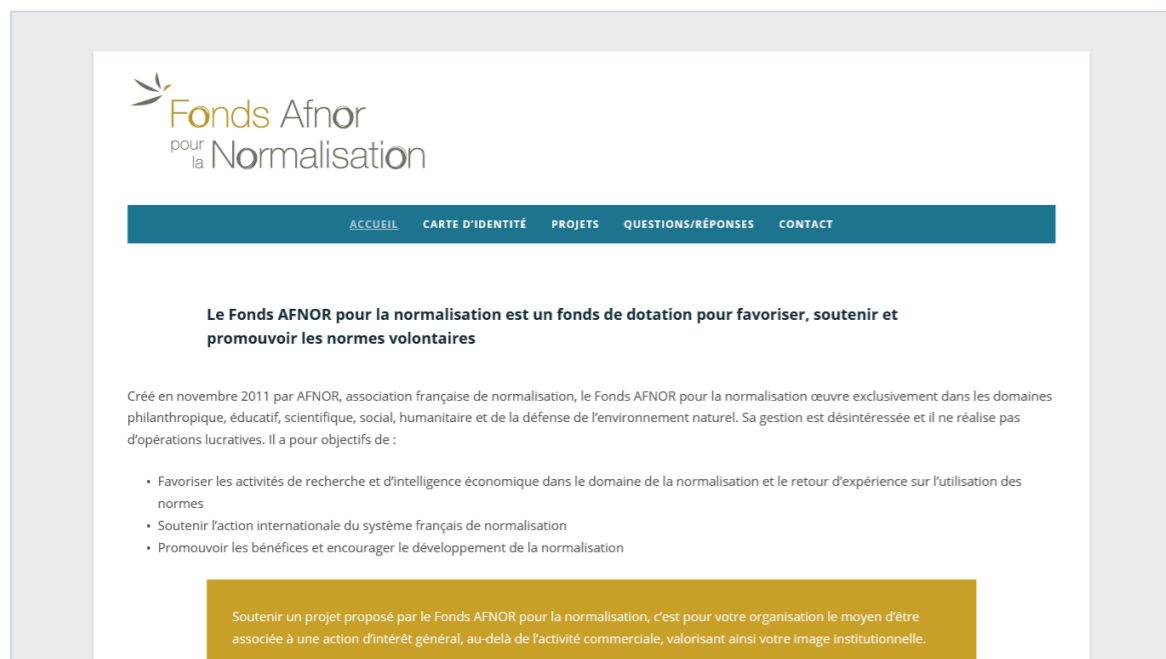 Fonds Afnor
pour la Normalisation
ACCUEIL CARTE D'IDENTITÉ PROJETS QUESTIONS/RÉPONSES CONTACT
Le Fonds AFNOR pour la normalisation est un fonds de dotation pour favoriser, soutenir et
promouvoir les normes volontaires
Créé en novembre 2011 par AFNOR, association française de normalisation, le Fonds AFNOR pour la normalisation œuvre exclusivement dans les domaines
philanthropique, éducatif, scientifique, social, humanitaire et de la défense de l'environnement naturel. Sa gestion est désintéressée et il ne réalise pas
d'opérations lucratives. Il a pour objectifs de :
• Favoriser les activités de recherche et d'intelligence économique dans le domaine de la normalisation et le retour d'expérience sur l'utilisation des
normes
• Soutenir l'action internationale du système français de normalisation
• Promouvoir les bénéfices et encourager le développement de la normalisation
Soutenir un projet proposé par le Fonds AFNOR pour la normalisation, c'est pour votre organisation le moyen d'être
associée à une action d'intérêt général, au-delà de l'activité commerciale, valorisant ainsi votre image institutionnelle.